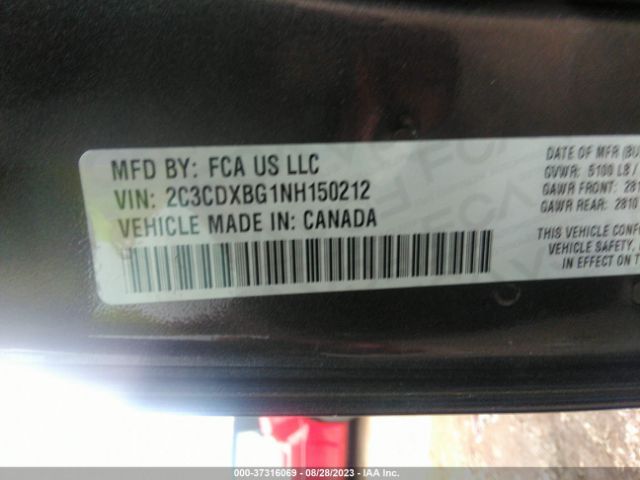 MFD BY: FCA US LLC
VIN: 2C3CDXBG1NH150212
VEHICLE MADE IN: CANADA
DATE OF MFR
GVWR: 5100 LB /
GAWR FRONT:
GAWR REAR: 2810
THIS VEHICLE
VEHICLE SAFETY,
IN EFFECT ON
000-37316069 - 08/28/2023 - IAA Inc.